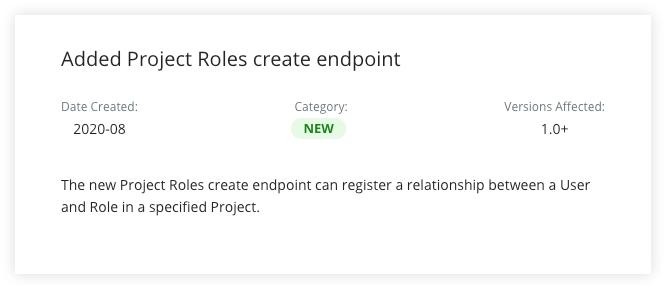 Added Project Roles create endpoint
Date Created: Category: Versions Affected:
2020-08 NEW 1.0+
The new Project Roles create endpoint can register a relationship between a User
and Role in a specified Project.